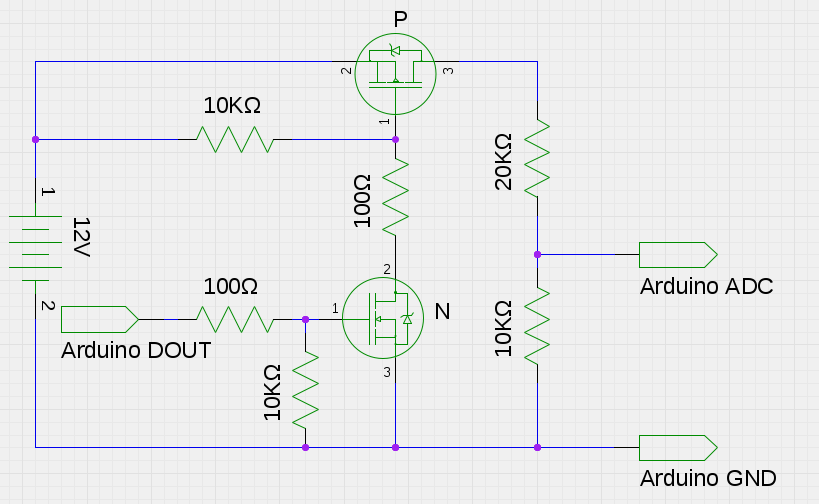 P
2
3
10KΩ
1
20KΩ
1
100Ω
12V
2
Arduino ADC
100Ω
1
N
2
10KΩ
Arduino DOUT
3
10KΩ
Arduino GND